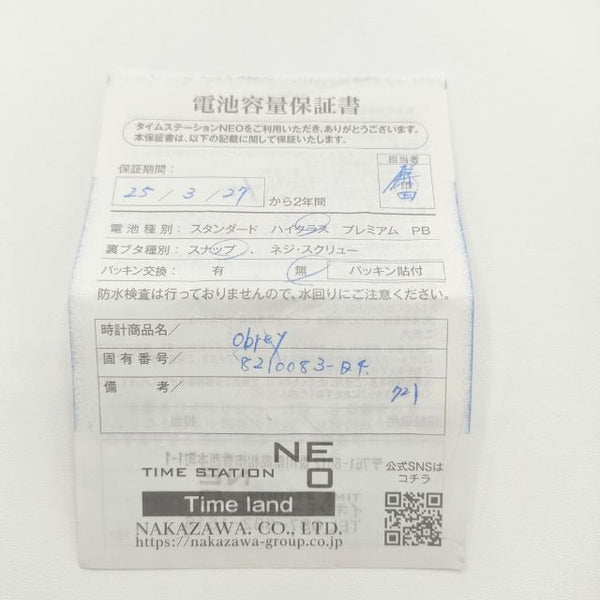 電池容量保証書
タイムステーションNEOをご利用いただき、ありがとうございます。
本保証書は、以下の記載に関して保証いたします。
担当者
保証期間:
25/3/27 から2年間
電池種別: スタンダード ハイクラス プレミアム PB
裏ブタ種別: スナップ . ネジ・スクリュー
パッキン交換: 有 無 パッキン貼付
防水検査は行っておりませんので、水回りにご注意ください。
時計商品名/ obrey
固有番号/ 8210083-
備考/ 721
TIME STATION NEO
公式SNSは
コチラ
Time land
NAKAZAWA. CO., LTD.
https://nakazawa-group.co.jp